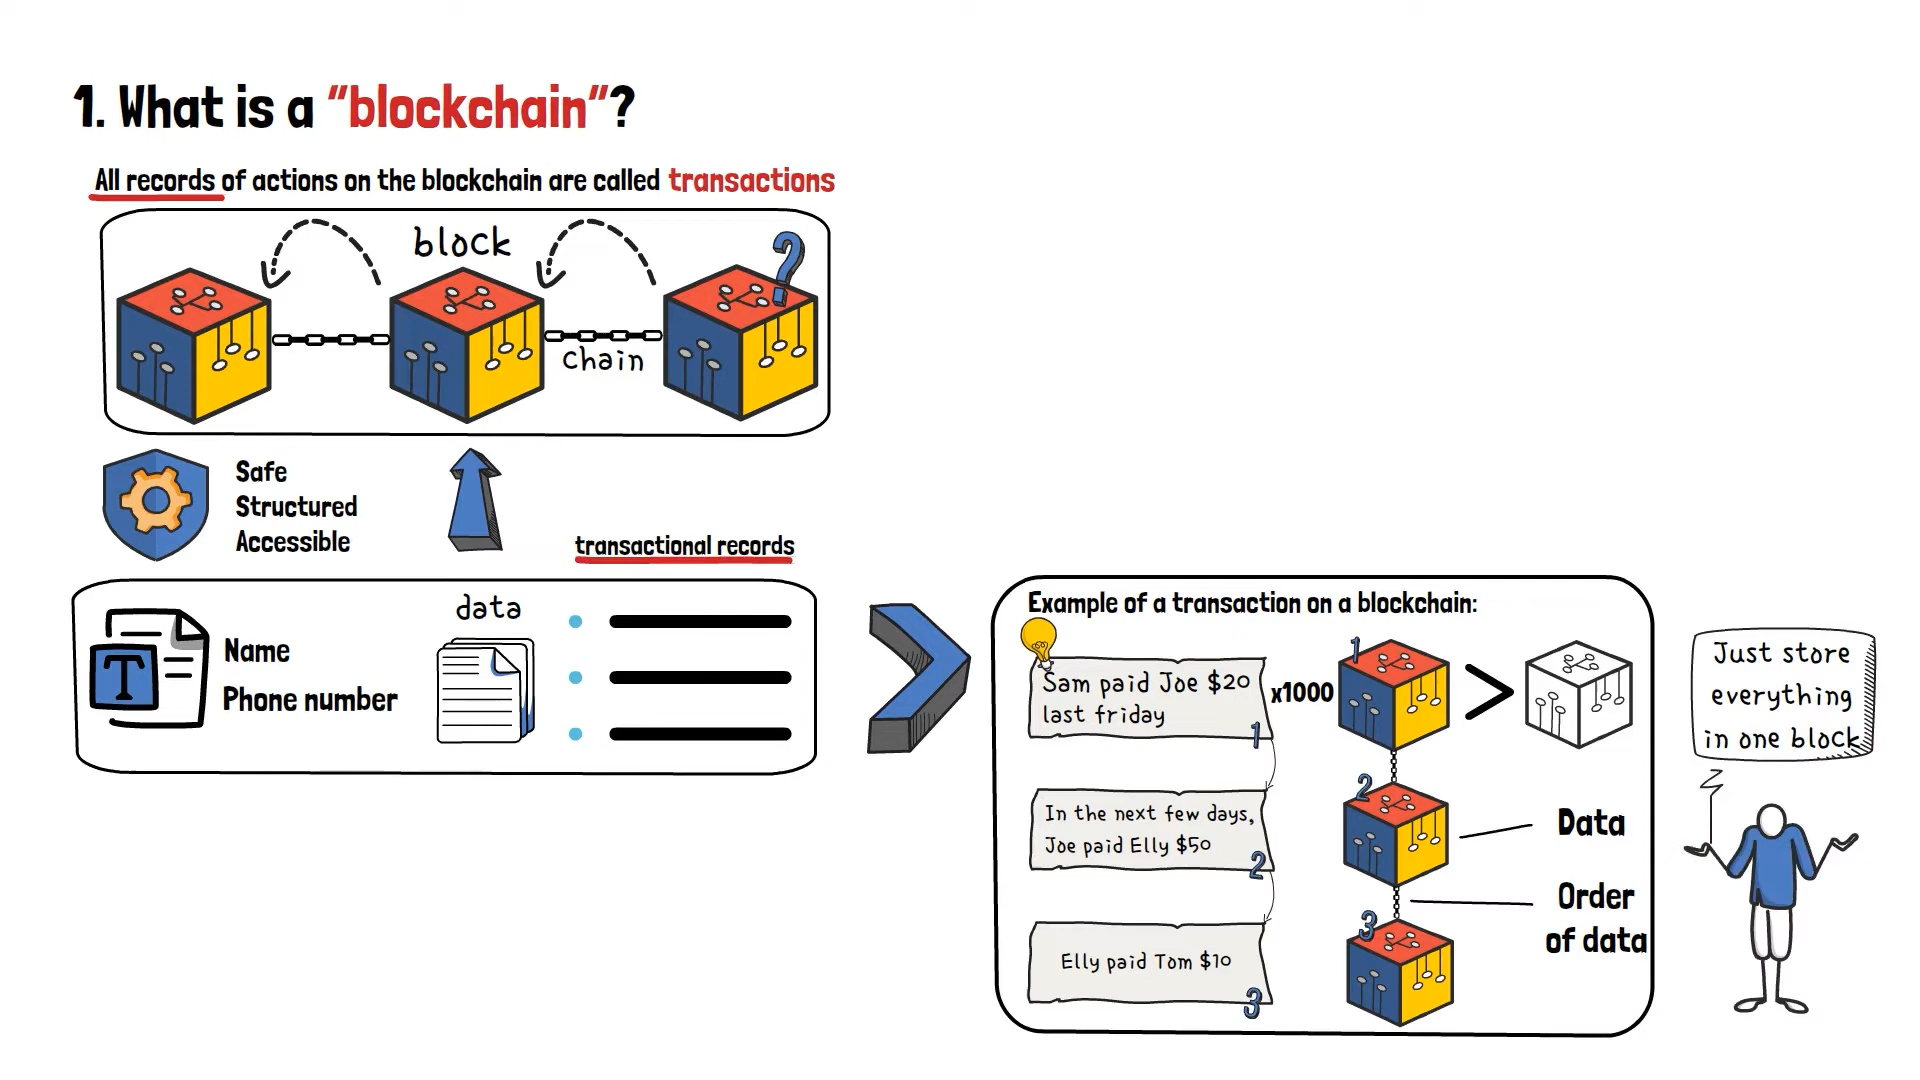 1. What is a “blockchain”?
All records of actions on the blockchain are called transactions
block
?
chain
Safe
Structured
Accessible
transactional records
T
Name
Phone number
data
Example of a transaction on a blockchain:
Sam paid Joe $20
last friday
1
x1000
1
>
In the next few days,
Joe paid Elly $50
2
2
Data
Order
of data
Elly paid Tom $10
3
3
Just store
everything
in one block